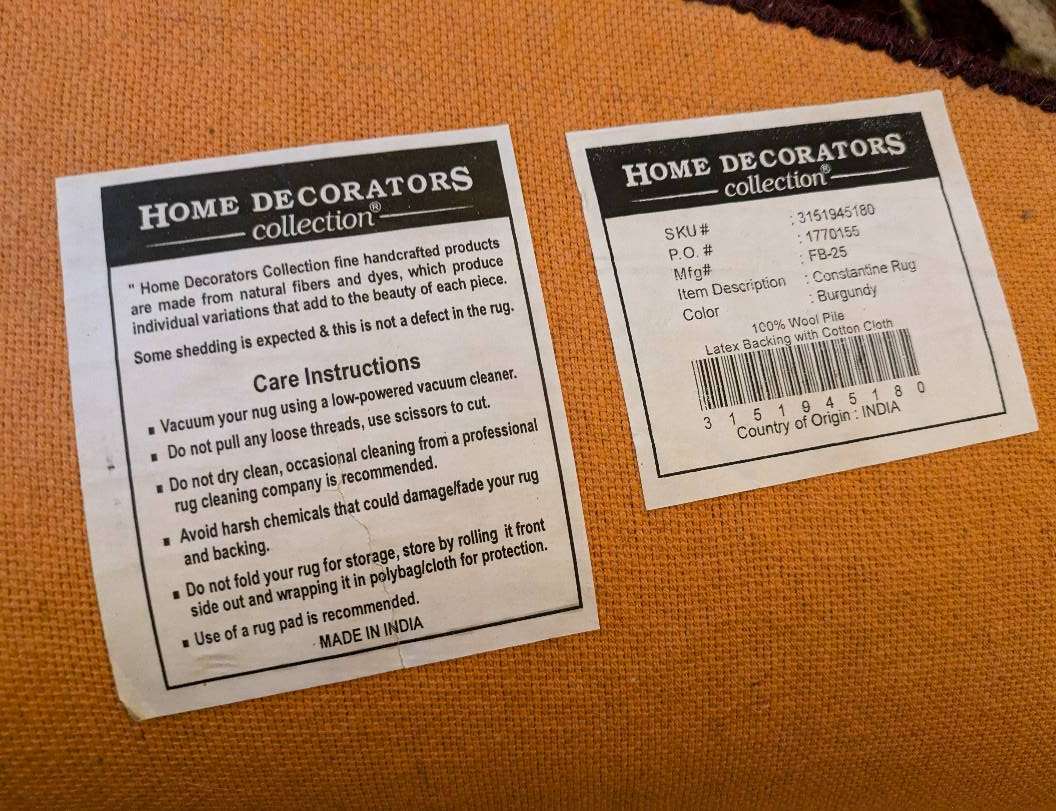 HOME DECORATORS
collection®
" Home Decorators Collection fine handcrafted products
are made from natural fibers and dyes, which produce
individual variations that add to the beauty of each piece.
Some shedding is expected & this is not a defect in the rug.
Care Instructions
▪ Vacuum your nug using a low-powered vacuum cleaner.
▪ Do not pull any loose threads, use scissors to cut.
▪ Do not dry clean, occasional cleaning from a professional
rug cleaning company is recommended.
▪ Avoid harsh chemicals that could damage/fade your rug
and backing.
▪ Do not fold your rug for storage, store by rolling it front
side out and wrapping it in polybag/cloth for protection.
▪ Use of a rug pad is recommended.
MADE IN INDIA
HOME DECORATORS
collection®
SKU # : 3151945180
P.O. # : 1770155
Mfg# : FB-25
Item Description : Constantine Rug
Color : Burgundy
100% Wool Pile
Latex Backing with Cotton Cloth
3 1 5 1 9 4 5 1 8 0
Country of Origin : INDIA